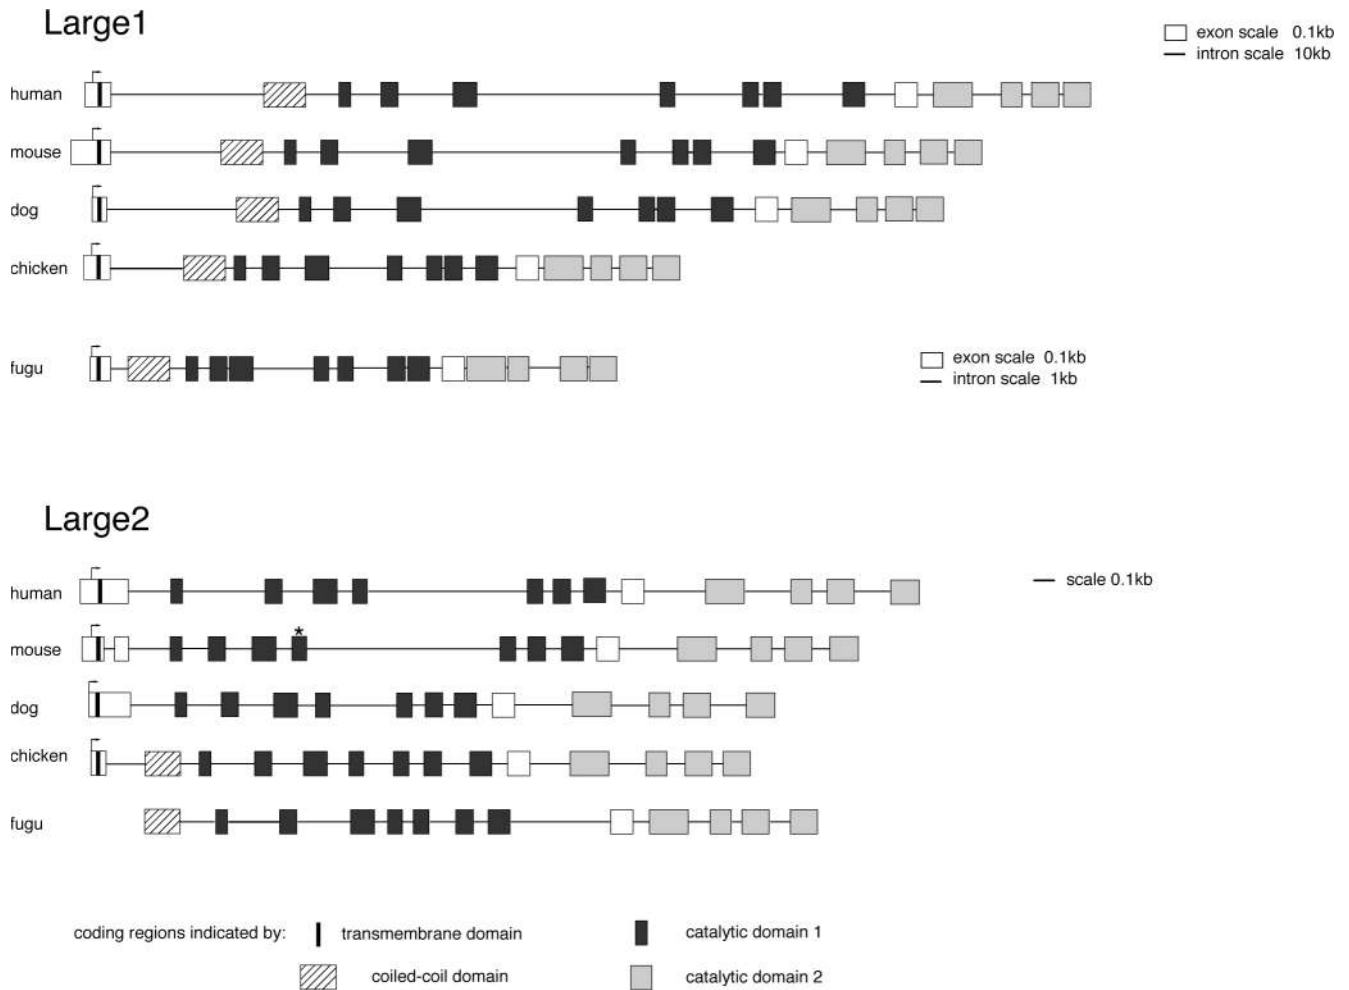 Large1
exon scale 0.1kb
intron scale 10kb
human
mouse
dog
chicken
fugu
exon scale 0.1kb
intron scale 1kb
Large2
human
scale 0.1kb
*
mouse
dog
chicken
fugu
coding regions indicated by: transmembrane domain catalytic domain 1
coiled-coil domain catalytic domain 2